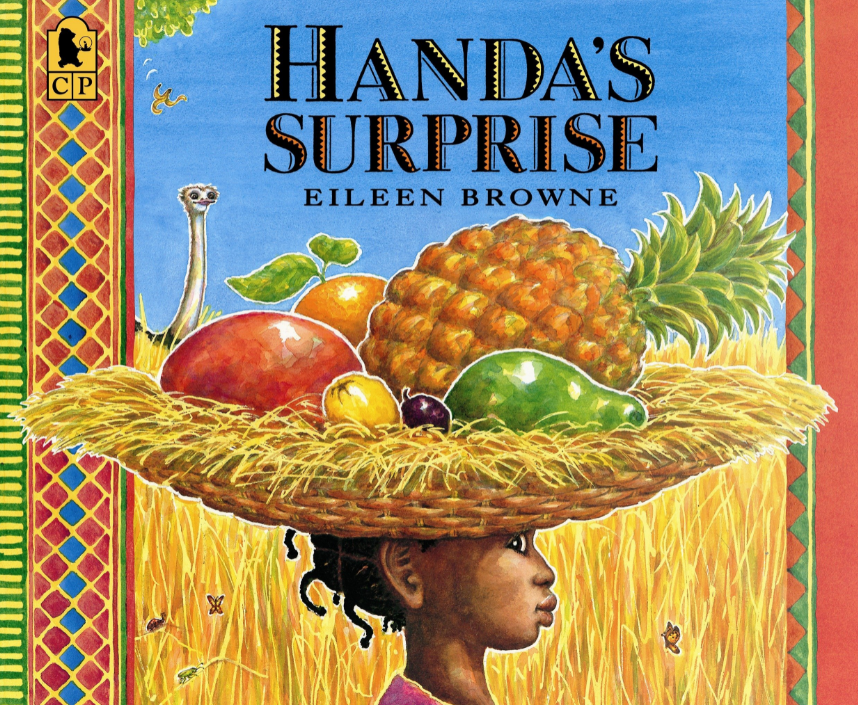 CP
HANDA'S
SURPRISE
EILEEN BROWNE